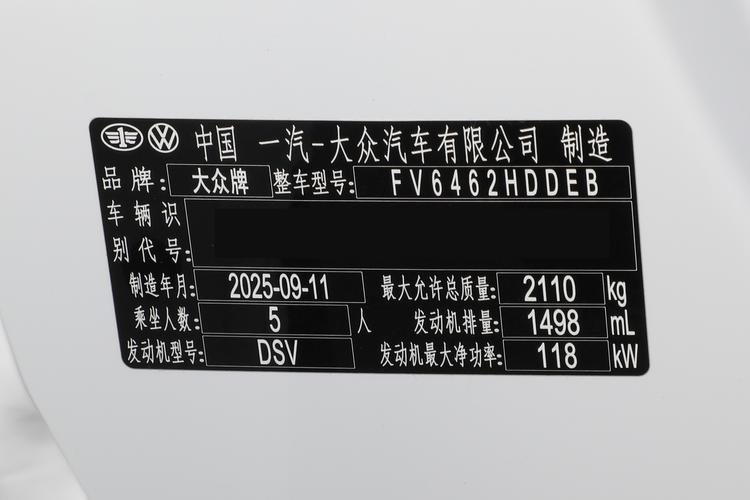 中国 一汽-大众汽车有限公司 制造
品牌: 大众牌 整车型号: FV6462HDDEB
车辆识
别代号:
制造年月: 2025-09-11 最大允许总质量: 2110 kg
乘坐人数: 5 人 发动机排量: 1498 mL
发动机型号: DSV 发动机最大净功率: 118 kW